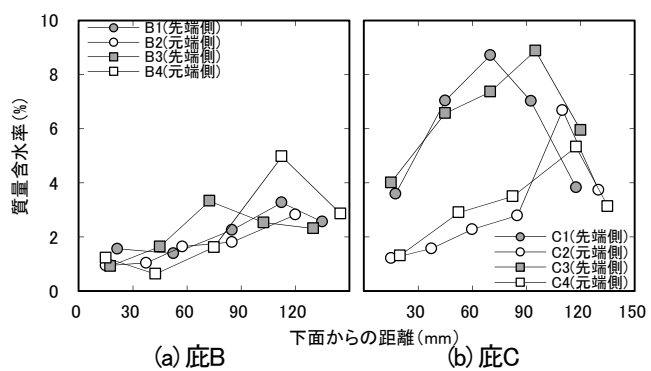 質量含水率(%)
10
8
6
4
2
0
B1(先端側)
B2(元端側)
B3(先端側)
B4(元端側)
C1(先端側)
C2(元端側)
C3(先端側)
C4(元端側)
0 30 60 90 120 0 30 60 90 120 150
下面からの距離(mm)
(a) 庇B (b) 庇C